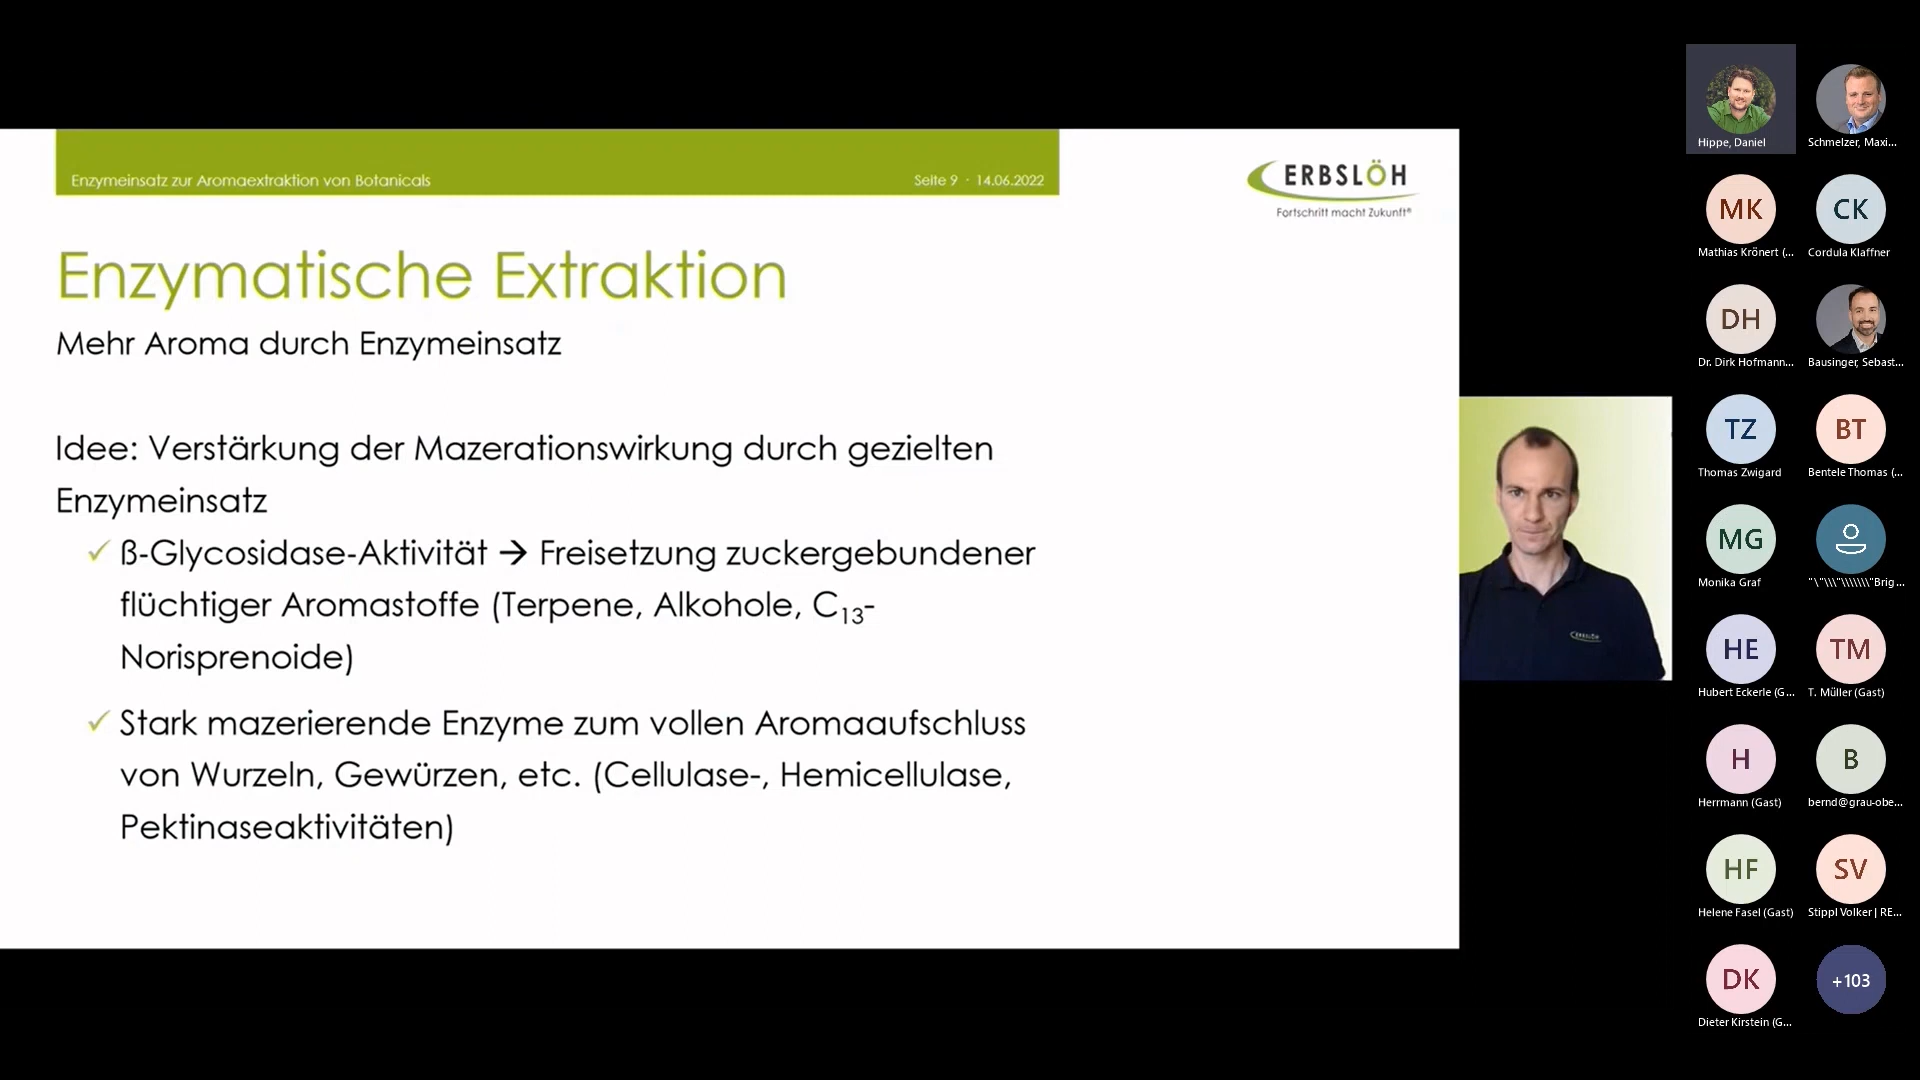 Enzymeinsatz zur Aromaextraktion von Botanicals
Seite 9 · 14.06.2022
ERBSLÖH
Fortschritt macht Zukunft®
Enzymatische Extraktion
Mehr Aroma durch Enzymeinsatz
Idee: Verstärkung der Mazerationswirkung durch gezielten
Enzymeinsatz
✓ ß-Glycosidase-Aktivität → Freisetzung zuckergebundener
flüchtiger Aromastoffe (Terpene, Alkohole, C₁₃-
Norisprenoide)
✓ Stark mazerierende Enzyme zum vollen Aromaaufschluss
von Wurzeln, Gewürzen, etc. (Cellulase-, Hemicellulase,
Pektinaseaktivitäten)
ERBSLÖH
Hippe, Daniel
Schmelzer, Maxi...
MK
Mathias Krönert (...
CK
Cordula Klaffner
DH
Dr. Dirk Hofmann...
Bausinger, Sebast...
TZ
Thomas Zwigard
BT
Bentele Thomas (...
MG
Monika Graf
"\"\\\"\\\\\\\"Brig...
HE
Hubert Eckerle (G...
TM
T. Müller (Gast)
H
Herrmann (Gast)
B
bernd@grau-obe...
HF
Helene Fasel (Gast)
SV
Stippl Volker | RE...
DK
Dieter Kirstein (G...
+103